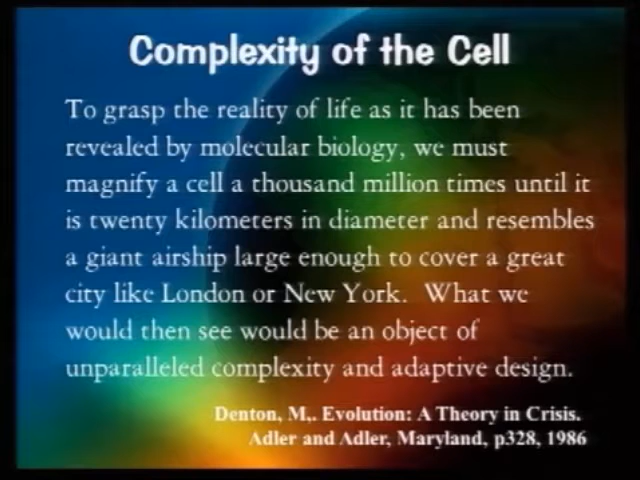 Complexity of the Cell
To grasp the reality of life as it has been
revealed by molecular biology, we must
magnify a cell a thousand million times until it
is twenty kilometers in diameter and resembles
a giant airship large enough to cover a great
city like London or New York. What we
would then see would be an object of
unparalleled complexity and adaptive design.
Denton, M,. Evolution: A Theory in Crisis.
Adler and Adler, Maryland, p328, 1986